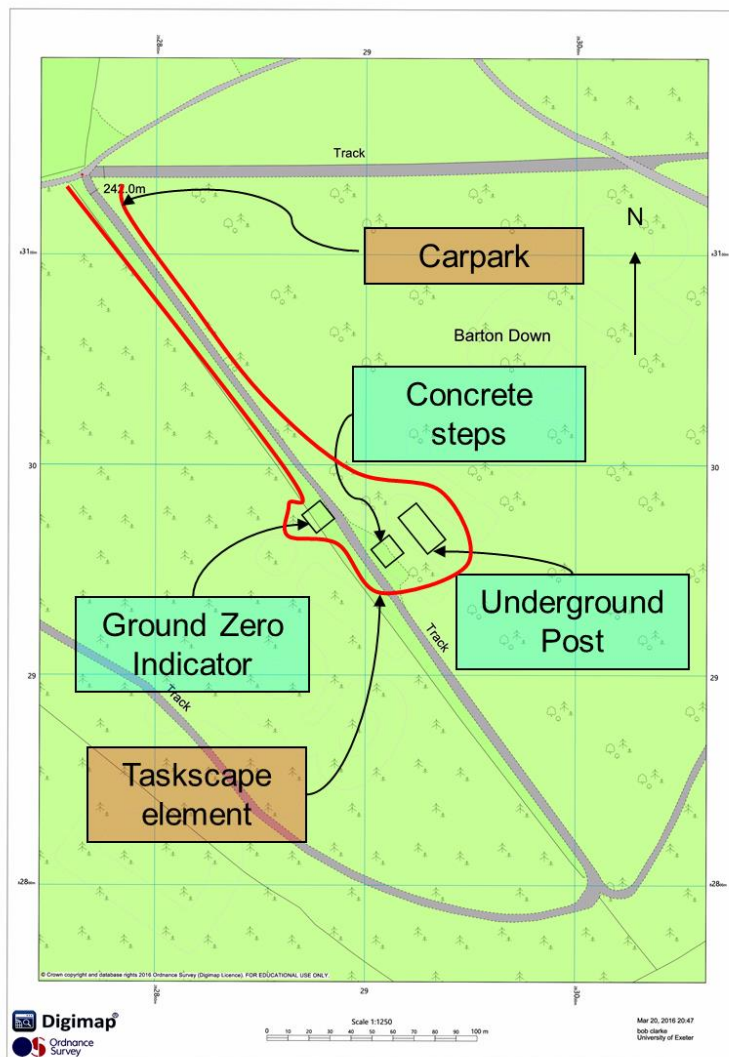 28
29
30
Track
242.0m
31
31
Carpark
N
Barton Down
Concrete
steps
30
30
Ground Zero
Indicator
Underground
Post
Track
29
29
Track
Taskscape
element
28
28
© Crown copyright and database rights 2016 Ordnance Survey (Digimap Licence). FOR EDUCATIONAL USE ONLY.
28
29
30
Digimap®
Ordnance
Survey
Scale 1:1250
0 10 20 30 40 50 60 70 80 90 100 m
Mar 20, 2016 20:47
bob clarke
University of Exeter